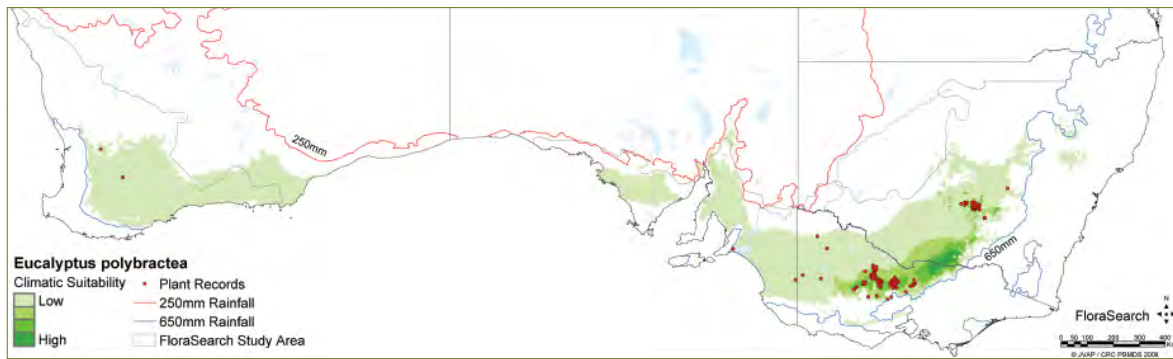 250mm
650mm
Eucalyptus polybractea
Climatic Suitability
Low
High
Plant Records
250mm Rainfall
650mm Rainfall
FloraSearch Study Area
FloraSearch
N
0 50 100 200 300 400
© JVAP / CRC PBMDS 2006